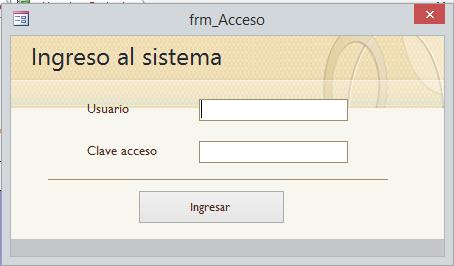 frm_Acceso
Ingreso al sistema
Usuario
Clave acceso
Ingresar